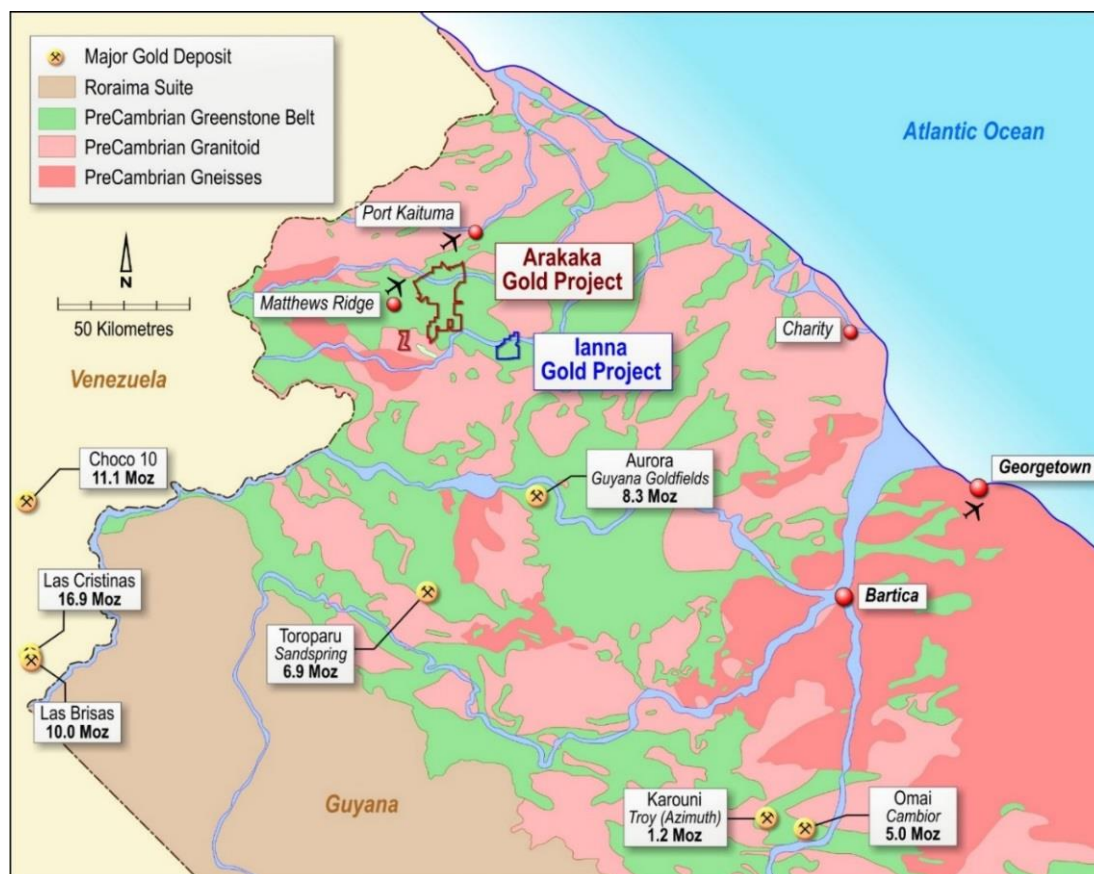 Major Gold Deposit
Roraima Suite
PreCambrian Greenstone Belt
PreCambrian Granitoid
PreCambrian Gneisses
N
50 Kilometres
Atlantic Ocean
Port Kaituma
Arakaka
Gold Project
Matthews Ridge
Ianna
Gold Project
Charity
Venezuela
Choco 10
11.1 Moz
Aurora
Guyana Goldfields
8.3 Moz
Georgetown
Las Cristinas
16.9 Moz
Bartica
Toroparu
Sandspring
6.9 Moz
Las Brisas
10.0 Moz
Guyana
Karouni
Troy (Azimuth)
1.2 Moz
Omai
Cambior
5.0 Moz